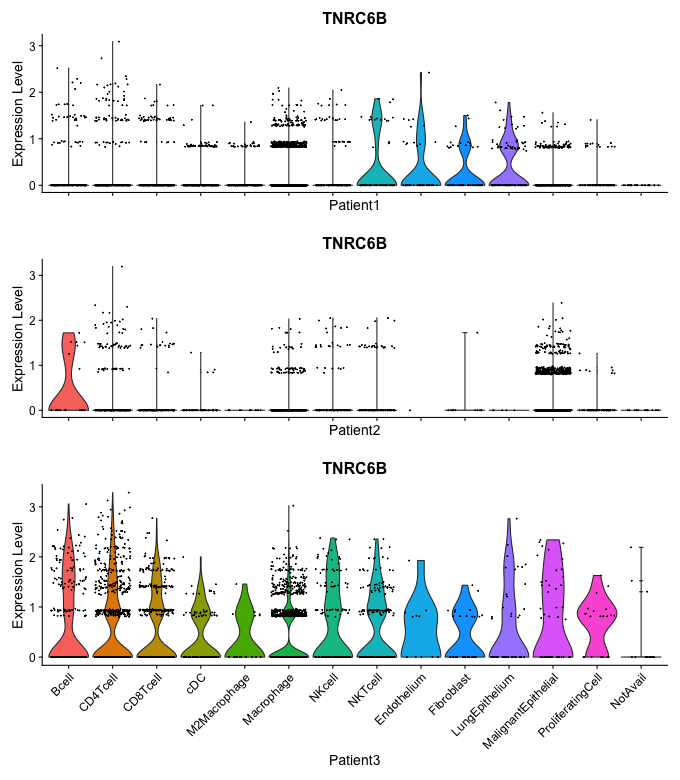 TNRC6B
Expression Level
3
2
1
0
Patient1
TNRC6B
Expression Level
3
2
1
0
Patient2
TNRC6B
Expression Level
3
2
1
0
Bcell
CD4Tcell
CD8Tcell
cDC
M2Macrophage
Macrophage
NKcell
NKTcell
Endothelium
Fibroblast
LungEpithelium
MalignantEpithelial
ProliferatingCell
NotAvail
Patient3